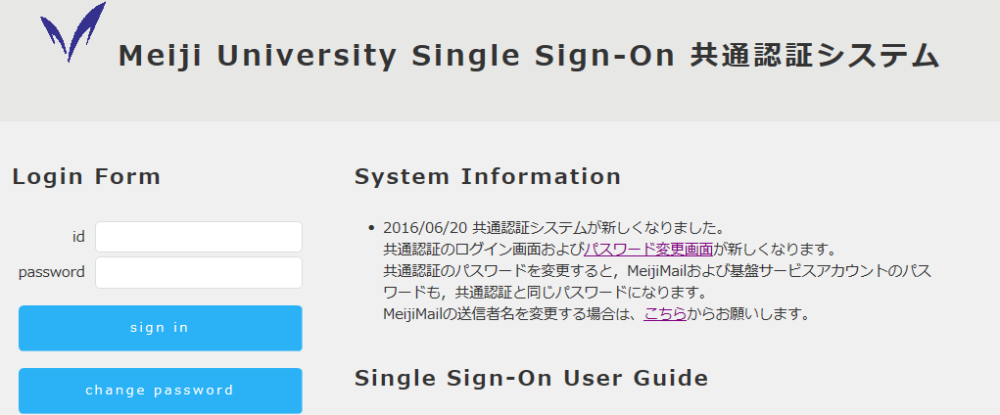 Meiji University Single Sign-On 共通認証システム
Login Form
id
password
sign in
change password
System Information
• 2016/06/20 共通認証システムが新しくなりました。
共通認証のログイン画面およびパスワード変更画面が新しくなります。
共通認証のパスワードを変更すると，MeijiMailおよび基盤サービスアカウントのパス
ワードも，共通認証と同じパスワードになります。
MeijiMailの送信者名を変更する場合は、こちらからお願いします。
Single Sign-On User Guide